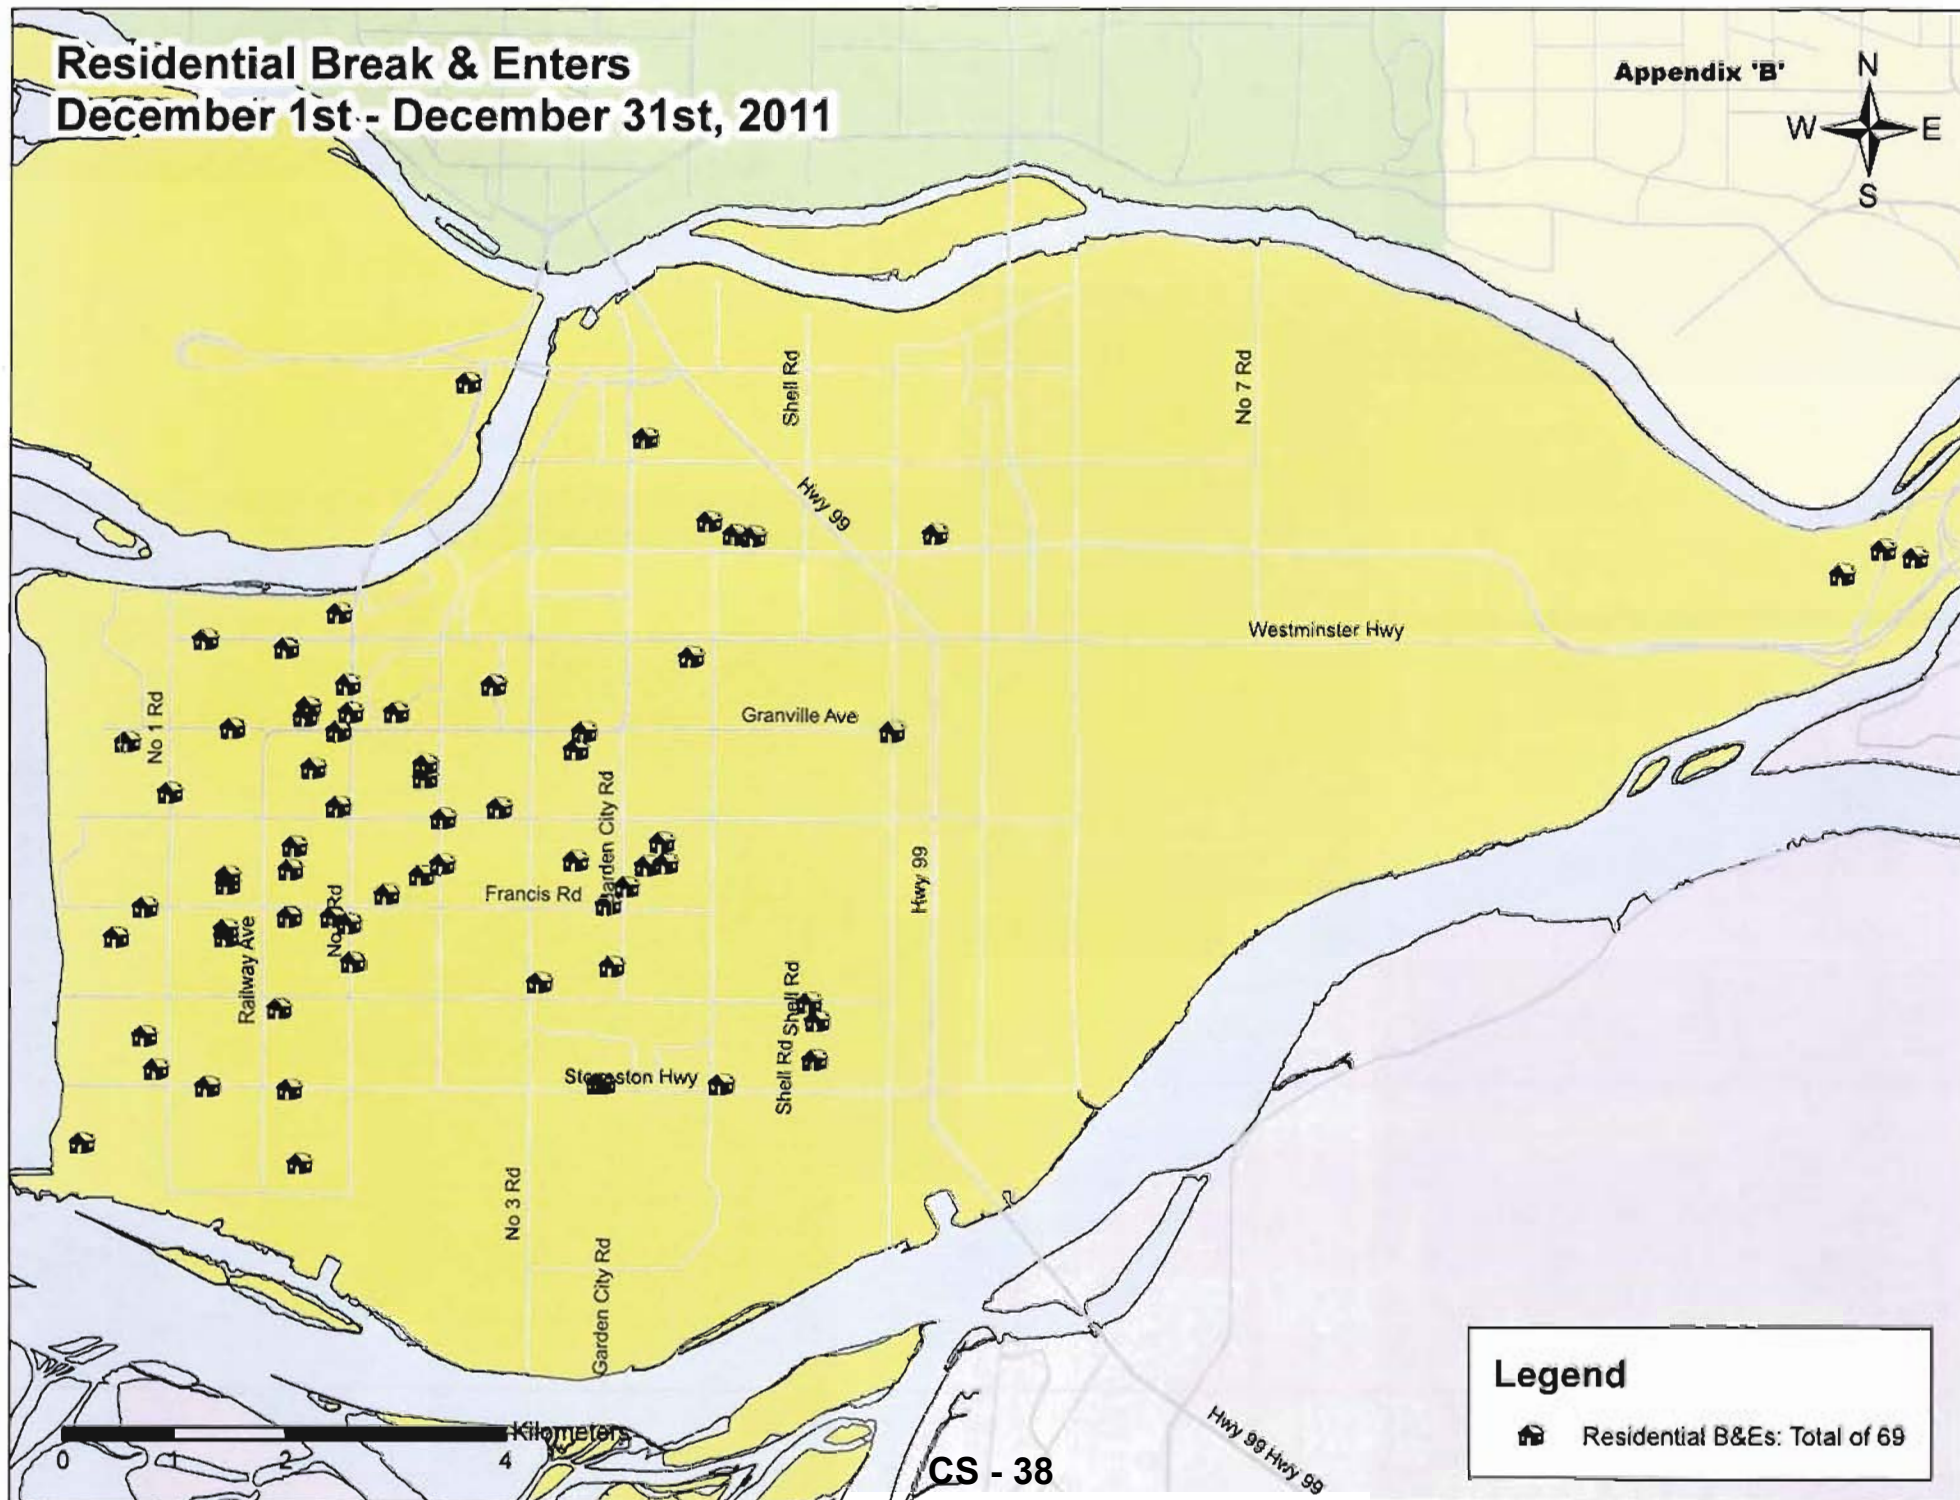 Residential Break & Enters
December 1st - December 31st, 2011
Appendix 'B'
N
W
E
S
Shell Rd
No 7 Rd
Hwy 99
Westminster Hwy
No 1 Rd
Granville Ave
Garden City Rd
Hwy 99
Francis Rd
No Rd
Railway Ave
Shell Rd
Shell Rd
Hwy
No 3 Rd
Garden City Rd
Hwy 99 Hwy 99
Kilometers
0 1 2 4
CS - 38
Legend
Residential B&Es: Total of 69